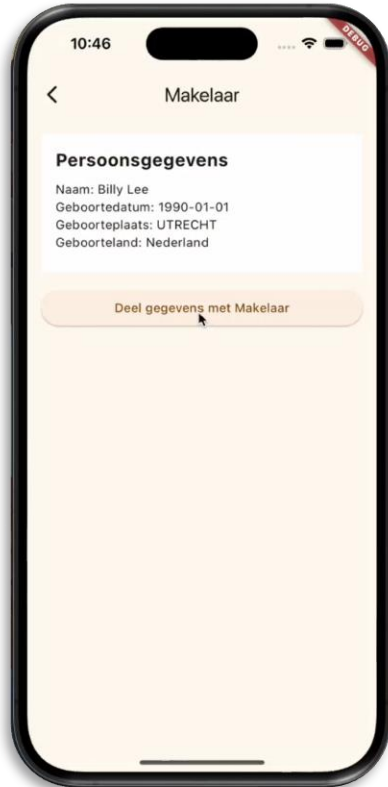 10:46
DEBUG
Makelaar
Persoonsgegevens
Naam: Billy Lee
Geboortedatum: 1990-01-01
Geboorteplaats: UTRECHT
Geboorteland: Nederland
Deel gegevens met Makelaar